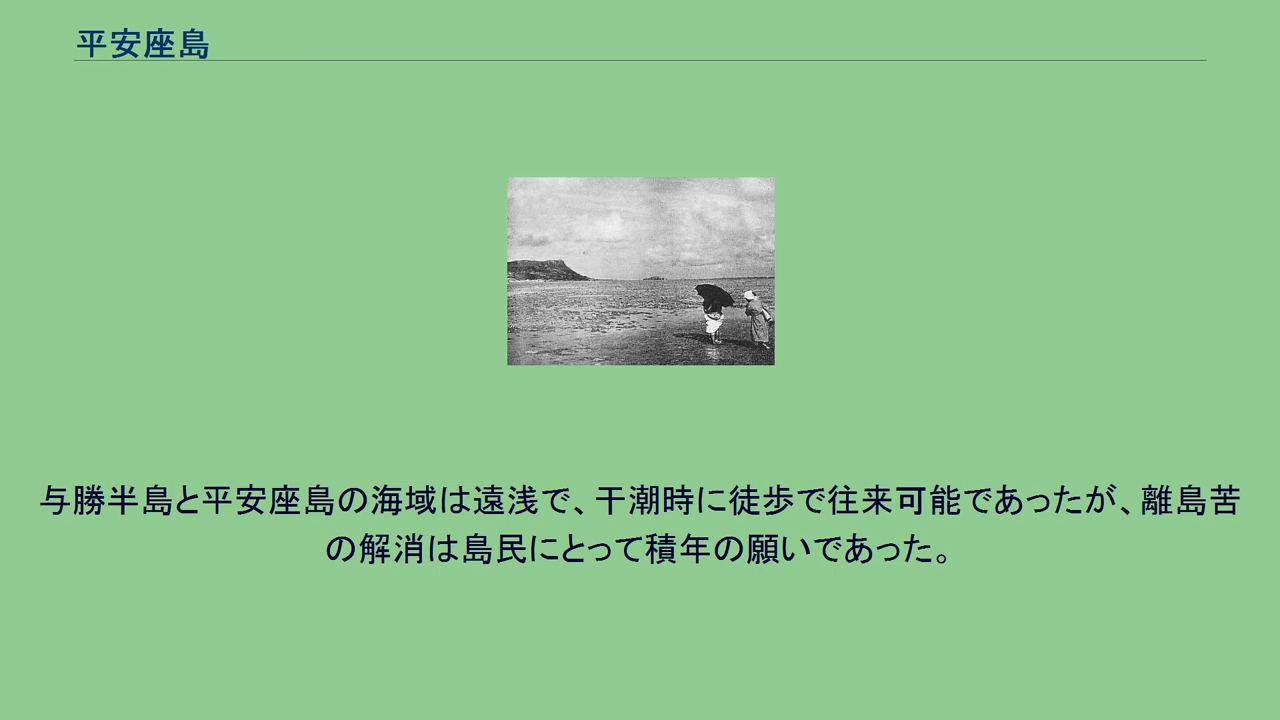 平安座島
与勝半島と平安座島の海域は遠浅で、干潮時に徒歩で往来可能であったが、離島苦
の解消は島民にとって積年の願いであった。